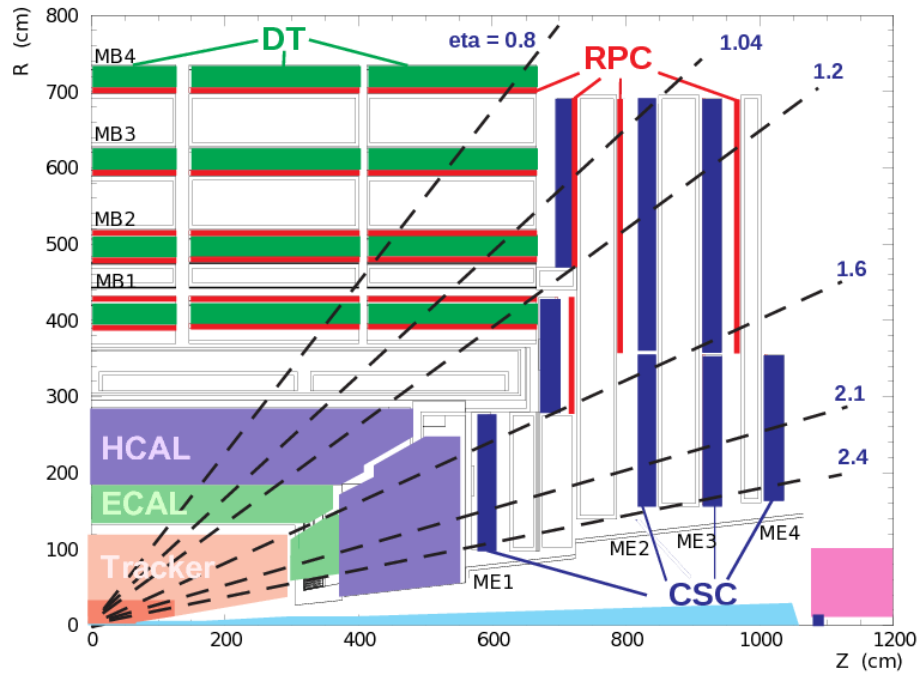 R (cm)
800
700
600
500
400
300
200
100
0
MB4
MB3
MB2
MB1
DT
eta = 0.8
RPC
1.04
1.2
1.6
2.1
2.4
HCAL
ECAL
Tracker
ME1
ME2
ME3
ME4
CSC
0
200
400
600
800
1000
1200
Z (cm)